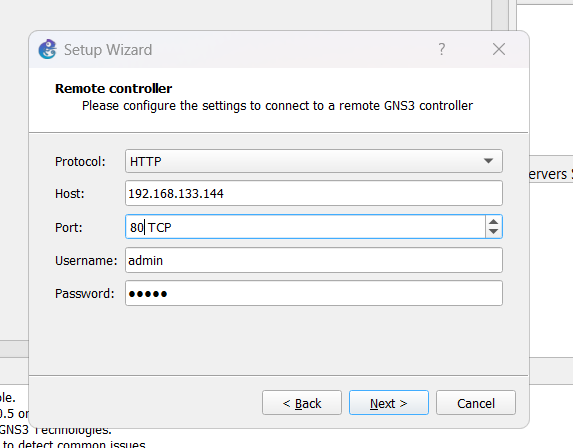 Setup Wizard ?
Remote controller
Please configure the settings to connect to a remote GNS3 controller
Protocol: HTTP
Host: 192.168.133.144
Port: 80 TCP
Username: admin
Password: •••••
ervers S
< Back Next > Cancel
ble.
0.5 or
GNS3 Technologies.
to detect common issues.